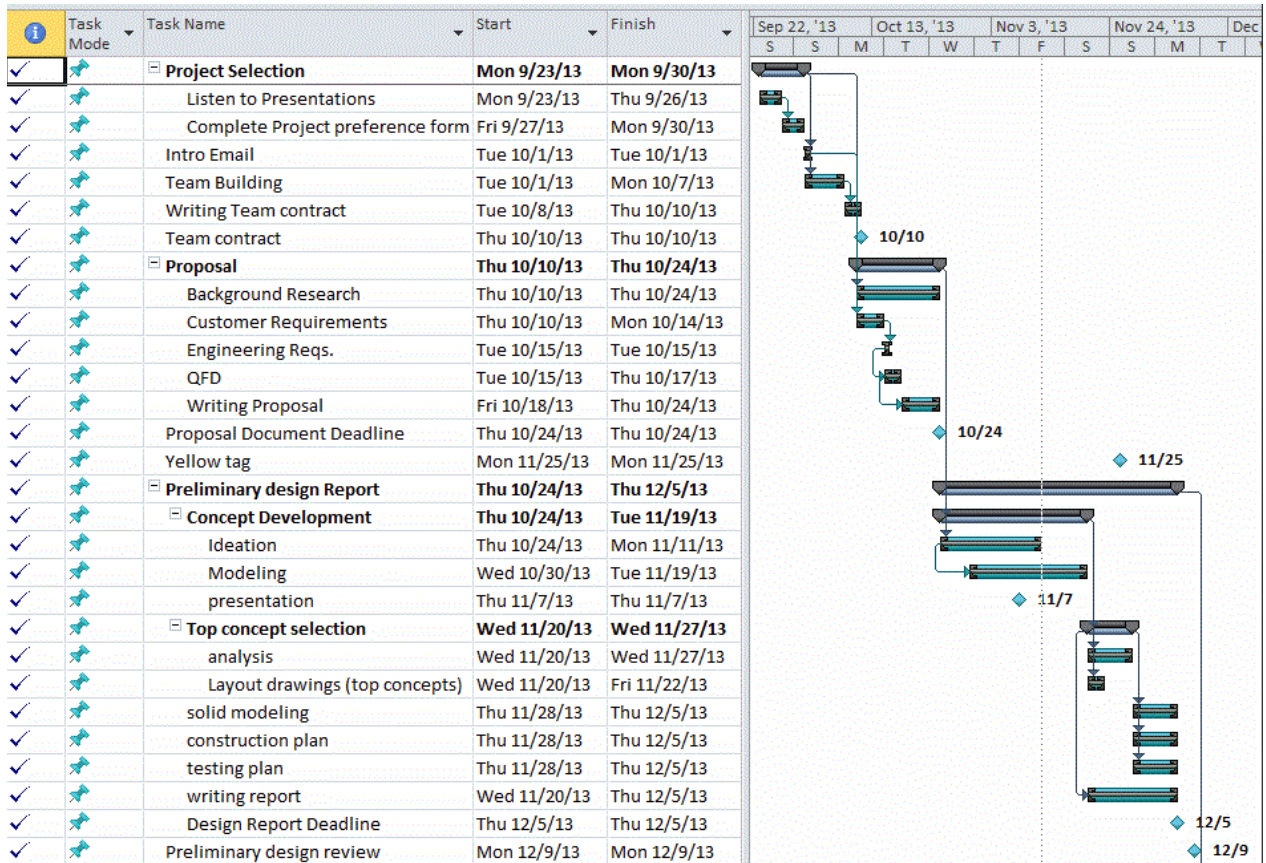 Task Mode Task Name Start Finish Sep 22, '13 Oct 13, '13 Nov 3, '13 Nov 24, '13 Dec
S S M T W T F S S M T
Project Selection Mon 9/23/13 Mon 9/30/13
Listen to Presentations Mon 9/23/13 Thu 9/26/13
Complete Project preference form Fri 9/27/13 Mon 9/30/13
Intro Email Tue 10/1/13 Tue 10/1/13
Team Building Tue 10/1/13 Mon 10/7/13
Writing Team contract Tue 10/8/13 Thu 10/10/13
Team contract Thu 10/10/13 Thu 10/10/13 10/10
Proposal Thu 10/10/13 Thu 10/24/13
Background Research Thu 10/10/13 Thu 10/24/13
Customer Requirements Thu 10/10/13 Mon 10/14/13
Engineering Reqs. Tue 10/15/13 Tue 10/15/13
QFD Tue 10/15/13 Thu 10/17/13
Writing Proposal Fri 10/18/13 Thu 10/24/13
Proposal Document Deadline Thu 10/24/13 Thu 10/24/13 10/24
Yellow tag Mon 11/25/13 Mon 11/25/13 11/25
Preliminary design Report Thu 10/24/13 Thu 12/5/13
Concept Development Thu 10/24/13 Tue 11/19/13
Ideation Thu 10/24/13 Mon 11/11/13
Modeling Wed 10/30/13 Tue 11/19/13
presentation Thu 11/7/13 Thu 11/7/13 11/7
Top concept selection Wed 11/20/13 Wed 11/27/13
analysis Wed 11/20/13 Wed 11/27/13
Layout drawings (top concepts) Wed 11/20/13 Fri 11/22/13
solid modeling Thu 11/28/13 Thu 12/5/13
construction plan Thu 11/28/13 Thu 12/5/13
testing plan Thu 11/28/13 Thu 12/5/13
writing report Wed 11/20/13 Thu 12/5/13
Design Report Deadline Thu 12/5/13 Thu 12/5/13 12/5
Preliminary design review Mon 12/9/13 Mon 12/9/13 12/9